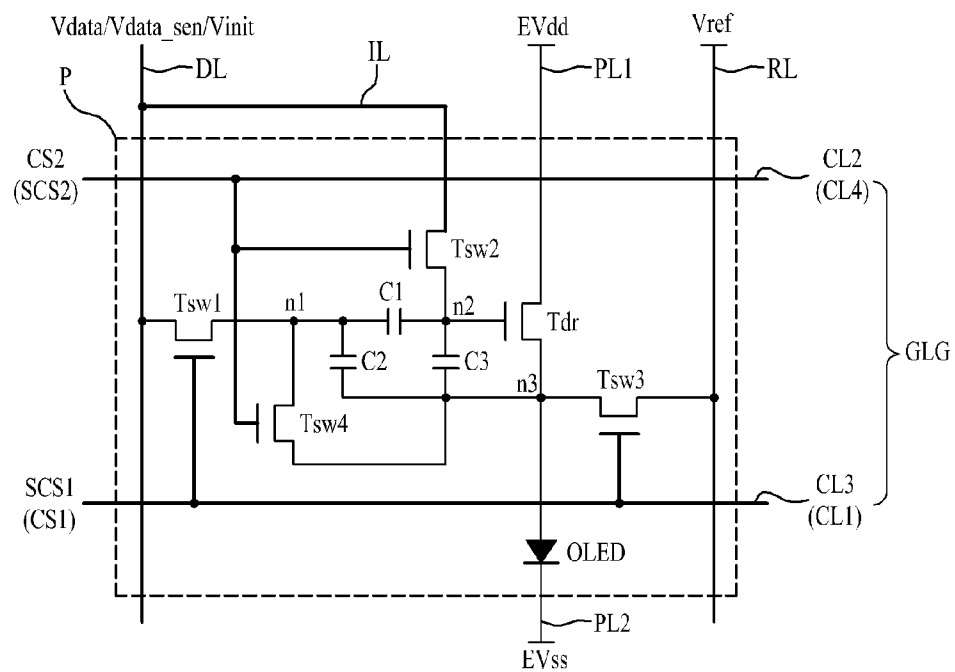 Vdata/Vdata_sen/Vinit
EVdd
Vref
DL
IL
PL1
RL
P
CS2
(SCS2)
CL2
(CL4)
Tsw2
Tsw1
n1
C1
n2
Tdr
C2
C3
n3
Tsw3
GLG
Tsw4
SCS1
(CS1)
CL3
(CL1)
OLED
PL2
EVss